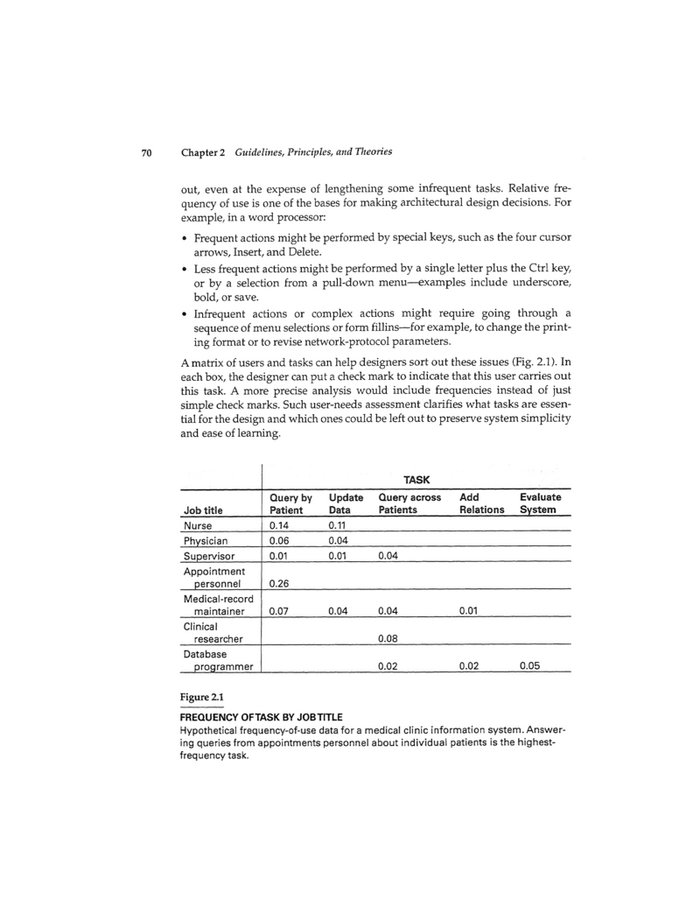 70 Chapter 2 Guidelines, Principles, and Theories
out, even at the expense of lengthening some infrequent tasks. Relative fre-
quency of use is one of the bases for making architectural design decisions. For
example, in a word processor:
• Frequent actions might be performed by special keys, such as the four cursor
arrows, Insert, and Delete.
• Less frequent actions might be performed by a single letter plus the Ctrl key,
or by a selection from a pull-down menu—examples include underscore,
bold, or save.
• Infrequent actions or complex actions might require going through a
sequence of menu selections or form fillins—for example, to change the print-
ing format or to revise network-protocol parameters.
A matrix of users and tasks can help designers sort out these issues (Fig. 2.1). In
each box, the designer can put a check mark to indicate that this user carries out
this task. A more precise analysis would include frequencies instead of just
simple check marks. Such user-needs assessment clarifies what tasks are essen-
tial for the design and which ones could be left out to preserve system simplicity
and ease of learning.
TASK
Query by Update Query across Add Evaluate
Job title Patient Data Patients Relations System
Nurse 0.14 0.11
Physician 0.06 0.04
Supervisor 0.01 0.01 0.04
Appointment
personnel 0.26
Medical-record
maintainer 0.07 0.04 0.04 0.01
Clinical
researcher 0.08
Database
programmer 0.02 0.02 0.05
Figure 2.1
FREQUENCY OF TASK BY JOB TITLE
Hypothetical frequency-of-use data for a medical clinic information system. Answer-
ing queries from appointments personnel about individual patients is the highest-
frequency task.